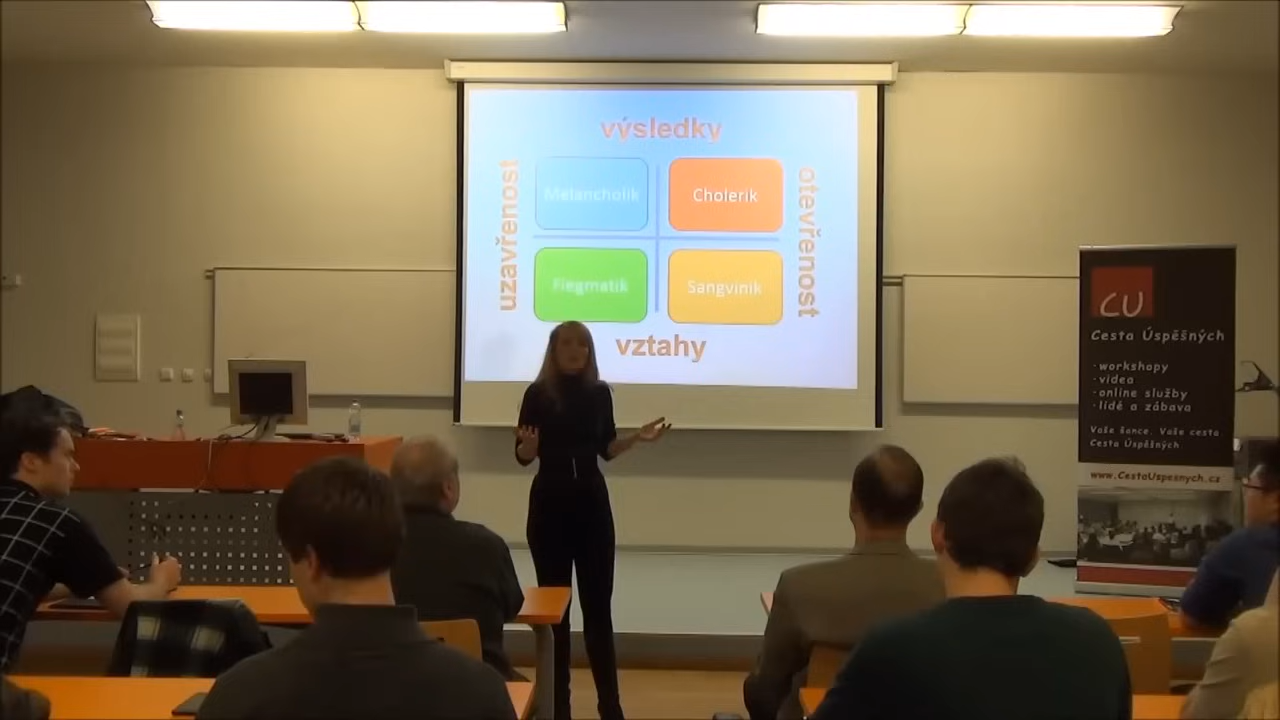 výsledky
uzavřenost
Melancholik
Cholerik
otevřenost
Flegmatik
Sangvinik
vztahy
CU
Cesta Úspěšných
·workshopy
·videa
·online služby
·lidé a zábava
Vaše šance. Vaše cesta
Cesta Úspěšných
www.CestaUspesnych.cz